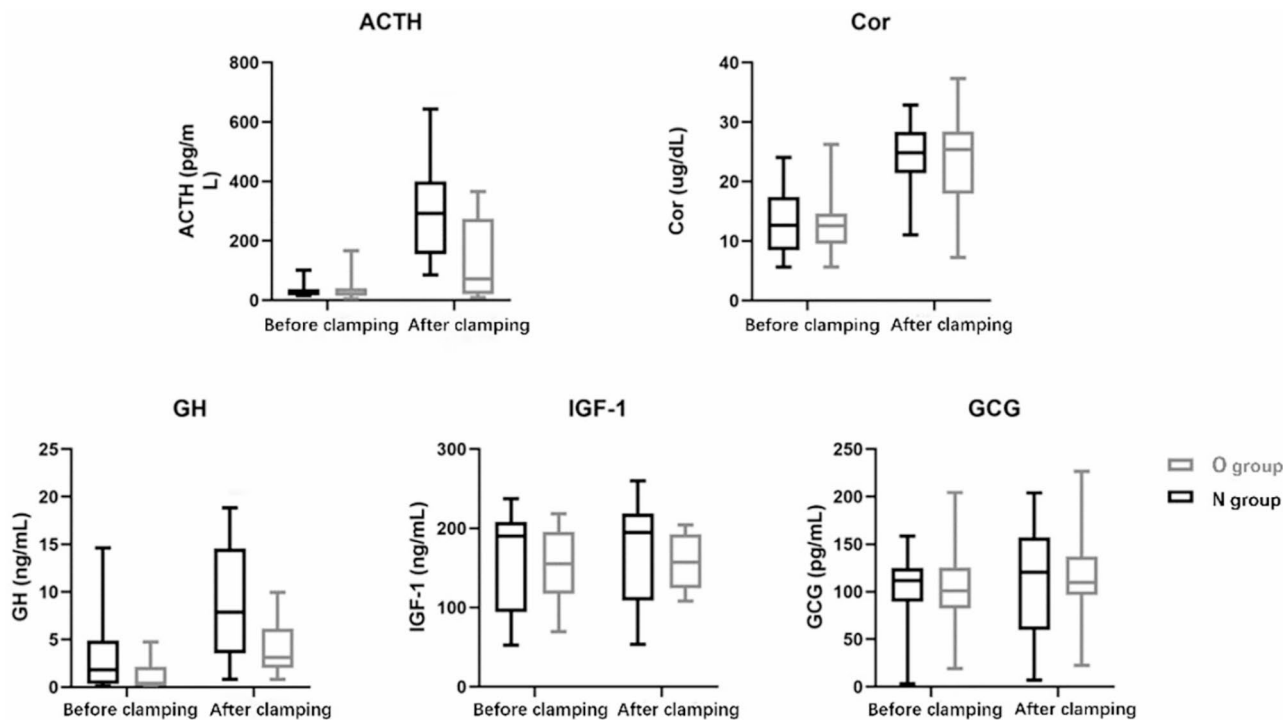 ACTH
Cor
800
600
400
200
0
ACTH (pg/m
L)
Before clamping
After clamping
40
30
20
10
0
Cor (ug/dL)
Before clamping
After clamping
GH
IGF-1
GCG
25
20
15
10
5
0
GH (ng/mL)
Before clamping
After clamping
300
200
100
0
IGF-1 (ng/mL)
Before clamping
After clamping
250
200
150
100
50
0
GCG (pg/mL)
Before clamping
After clamping
O group
N group